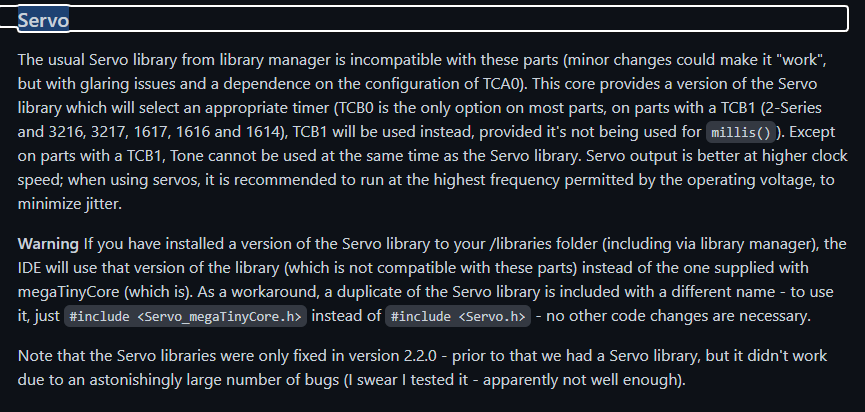 Servo
The usual Servo library from library manager is incompatible with these parts (minor changes could make it "work",
but with glaring issues and a dependence on the configuration of TCA0). This core provides a version of the Servo
library which will select an appropriate timer (TCB0 is the only option on most parts, on parts with a TCB1 (2-Series
and 3216, 3217, 1617, 1616 and 1614), TCB1 will be used instead, provided it's not being used for millis() ). Except
on parts with a TCB1, Tone cannot be used at the same time as the Servo library. Servo output is better at higher clock
speed; when using servos, it is recommended to run at the highest frequency permitted by the operating voltage, to
minimize jitter.
Warning If you have installed a version of the Servo library to your /libraries folder (including via library manager), the
IDE will use that version of the library (which is not compatible with these parts) instead of the one supplied with
megaTinyCore (which is). As a workaround, a duplicate of the Servo library is included with a different name - to use
it, just #include <Servo_megaTinyCore.h> instead of #include <Servo.h> - no other code changes are necessary.
Note that the Servo libraries were only fixed in version 2.2.0 - prior to that we had a Servo library, but it didn't work
due to an astonishingly large number of bugs (I swear I tested it - apparently not well enough).